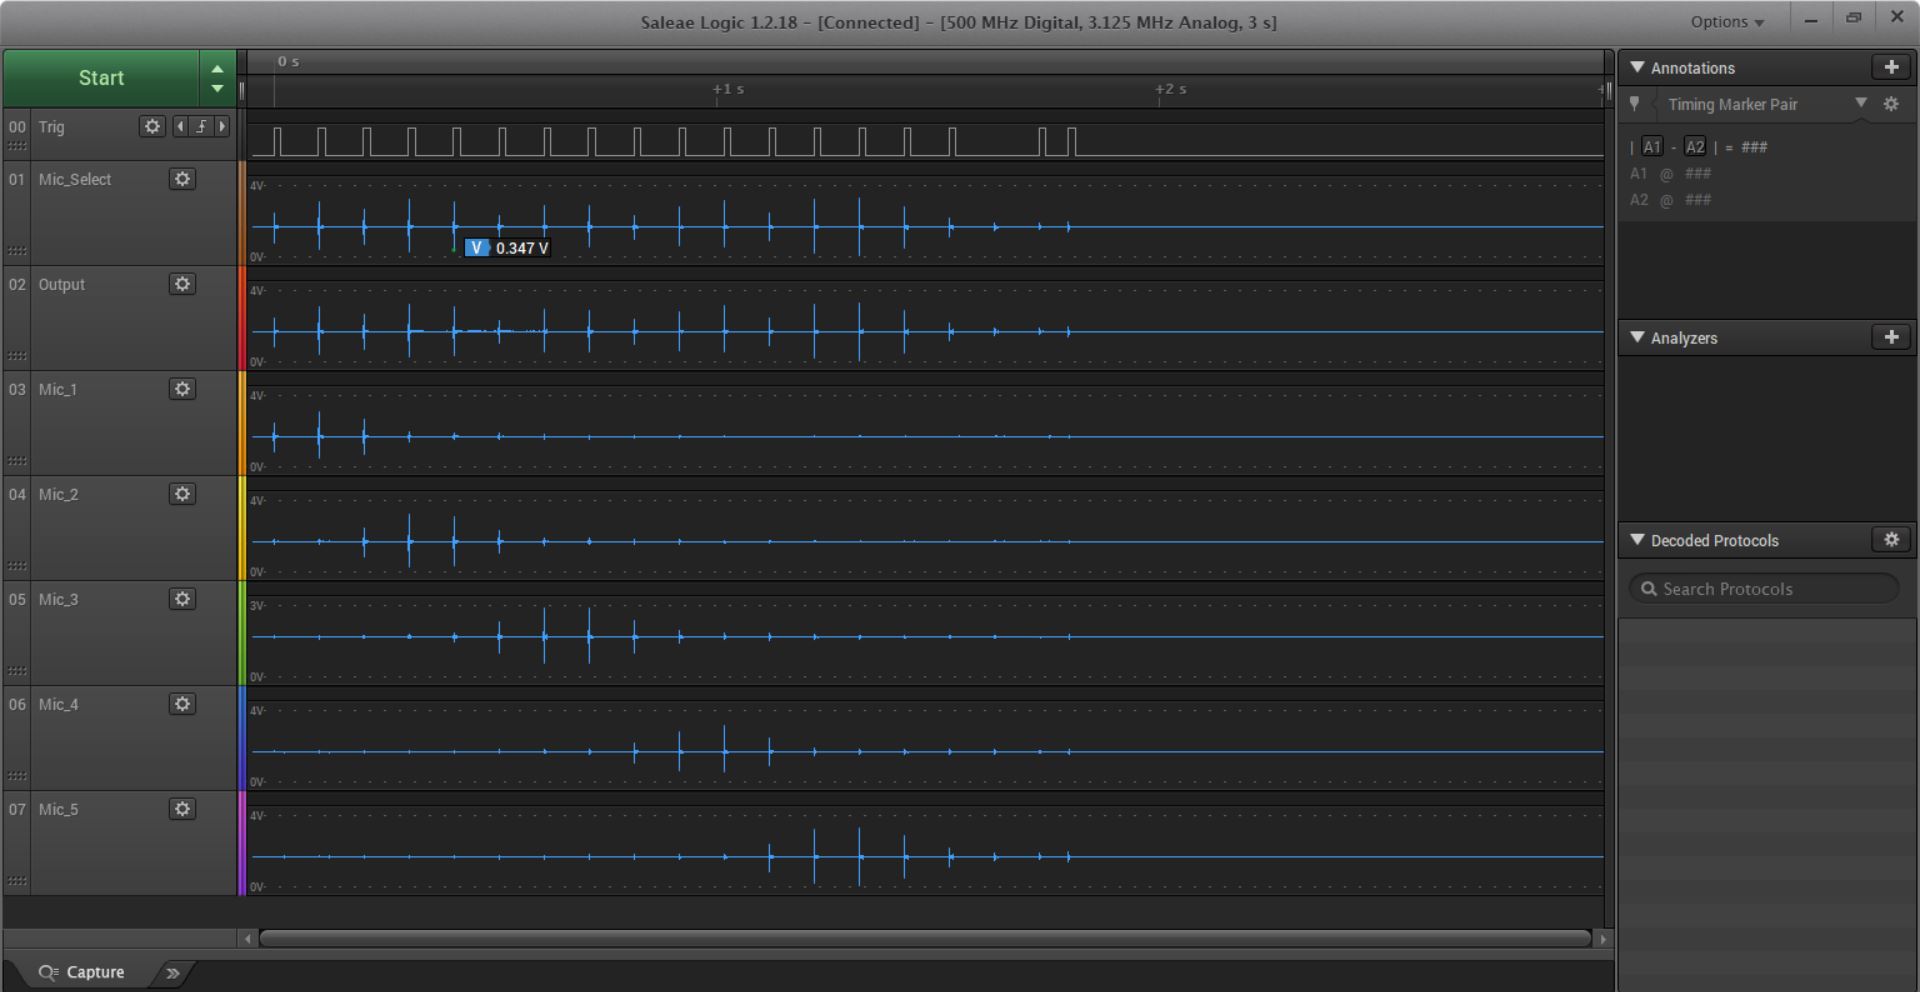 Saleae Logic 1.2.18 - [Connected] - [500 MHz Digital, 3.125 MHz Analog, 3 s]
Options
Start
0 s
+1 s
+2 s
+
00 Trig
01 Mic_Select
4V
0V
V 0.347 V
02 Output
4V
0V
03 Mic_1
4V
0V
04 Mic_2
4V
0V
05 Mic_3
3V
0V
06 Mic_4
4V
0V
07 Mic_5
4V
0V
Capture
Annotations
Timing Marker Pair
| A1 - A2 | = ###
A1 @ ###
A2 @ ###
Analyzers
Decoded Protocols
Search Protocols